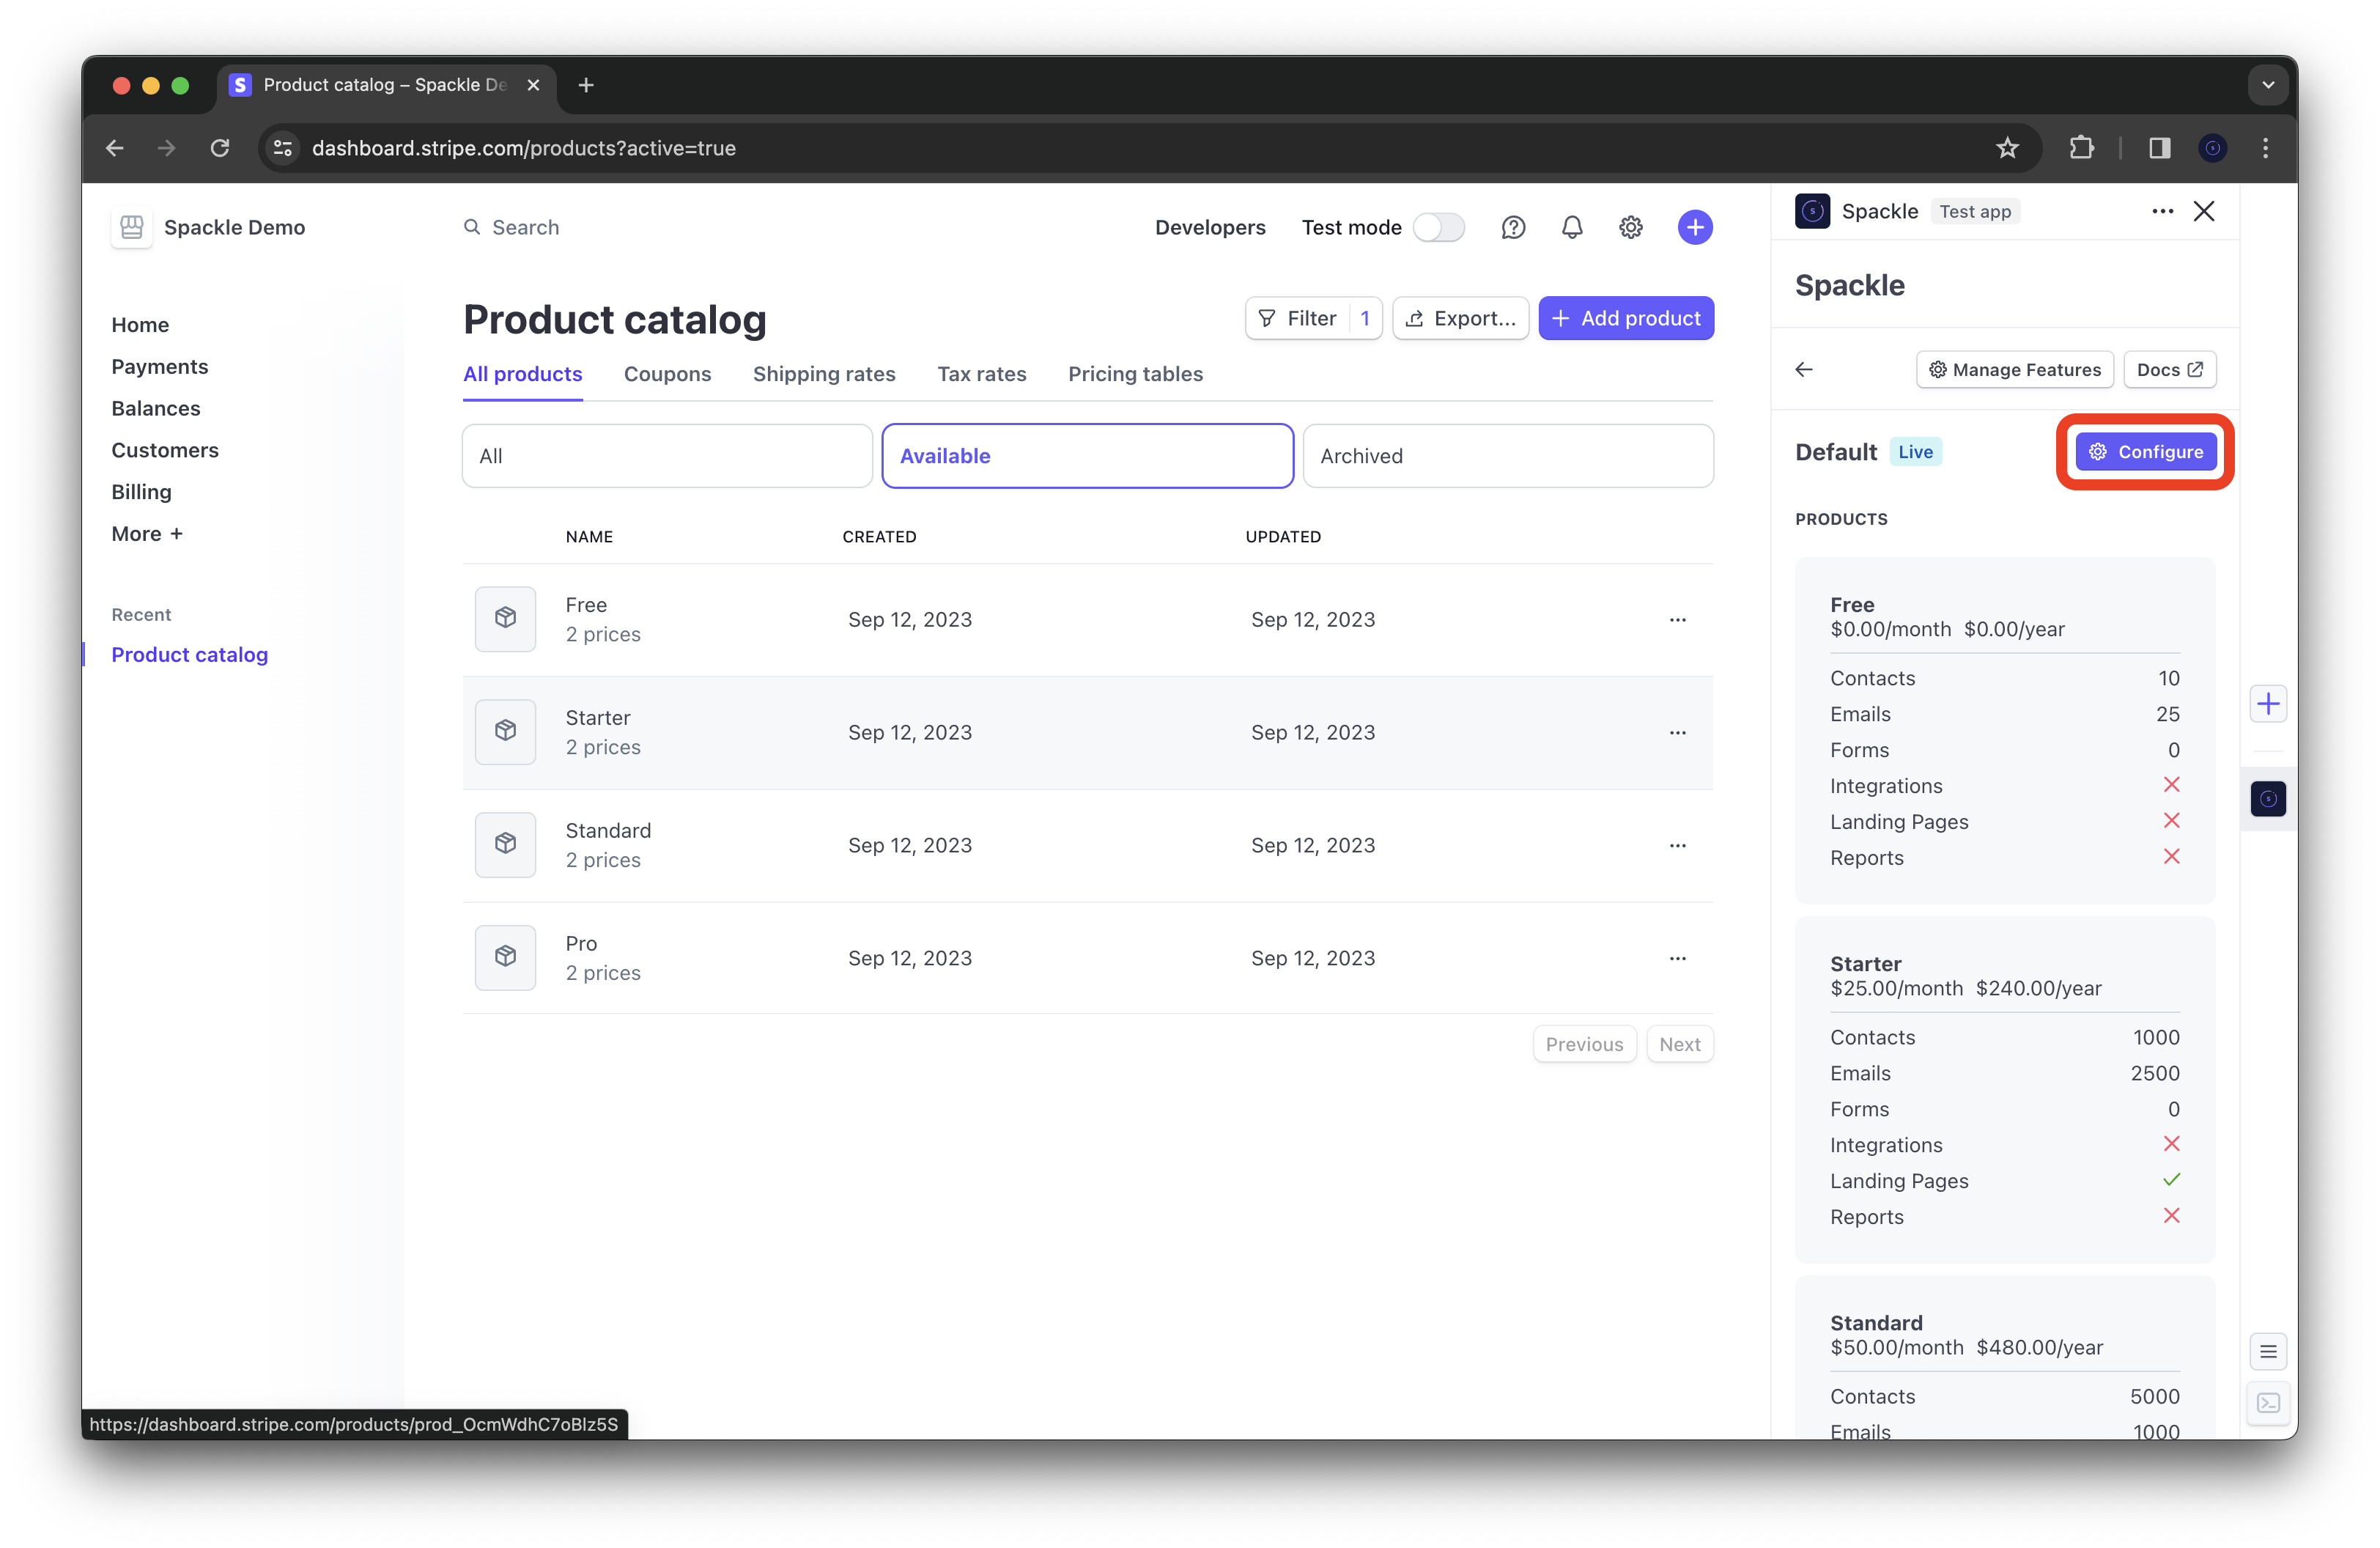 Product catalog – Spackle De
dashboard.stripe.com/products?active=true
Spackle Demo
Search
Developers
Test mode
Home
Payments
Balances
Customers
Billing
More +
Recent
Product catalog
Product catalog
Filter 1
Export...
+ Add product
All products
Coupons
Shipping rates
Tax rates
Pricing tables
All
Available
Archived
NAME CREATED UPDATED
Free
2 prices
Sep 12, 2023 Sep 12, 2023
Starter
2 prices
Sep 12, 2023 Sep 12, 2023
Standard
2 prices
Sep 12, 2023 Sep 12, 2023
Pro
2 prices
Sep 12, 2023 Sep 12, 2023
Previous
Next
Spackle Test app
Spackle
Manage Features
Docs
Default Live
Configure
PRODUCTS
Free
$0.00/month $0.00/year
Contacts 10
Emails 25
Forms 0
Integrations
Landing Pages
Reports
Starter
$25.00/month $240.00/year
Contacts 1000
Emails 2500
Forms 0
Integrations
Landing Pages
Reports
Standard
$50.00/month $480.00/year
Contacts 5000
Emails 1000
https://dashboard.stripe.com/products/prod_OcmWdhC7oBlz5S